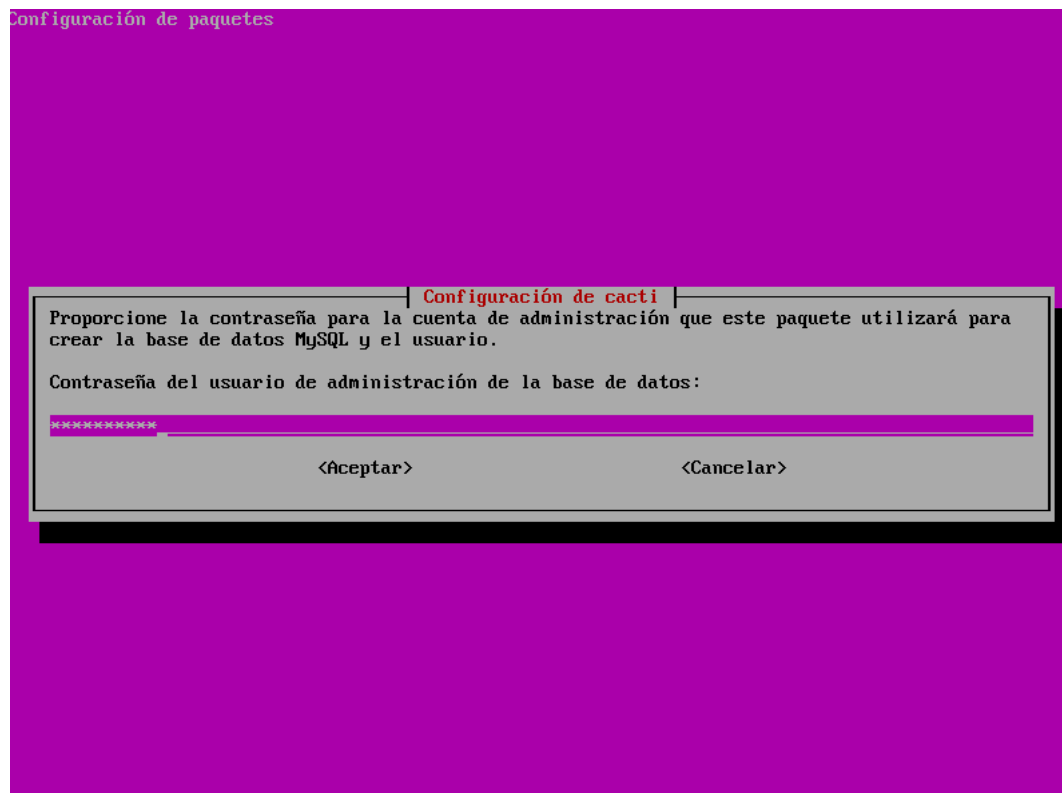 Configuración de paquetes
Configuración de cacti
Proporcione la contraseña para la cuenta de administración que este paquete utilizará para
crear la base de datos MySQL y el usuario.
Contraseña del usuario de administración de la base de datos:
**********
<Aceptar> <Cancelar>